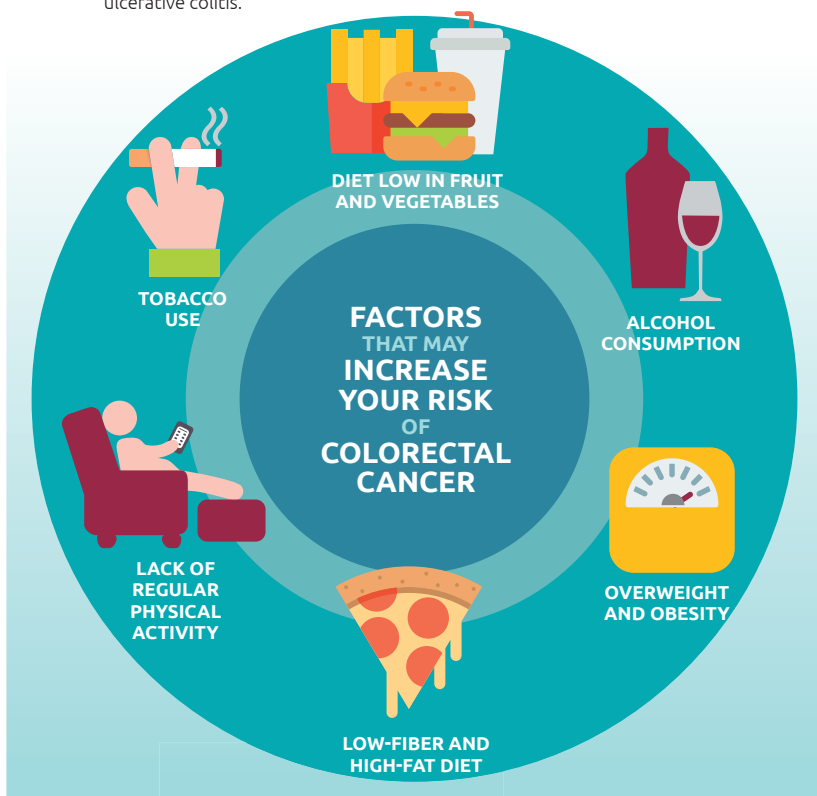 ulcerative colitis.
DIET LOW IN FRUIT
AND VEGETABLES
ALCOHOL
CONSUMPTION
OVERWEIGHT
AND OBESITY
LOW-FIBER AND
HIGH-FAT DIET
LACK OF
REGULAR
PHYSICAL
ACTIVITY
TOBACCO
USE
FACTORS
THAT MAY
INCREASE
YOUR RISK
OF
COLORECTAL
CANCER